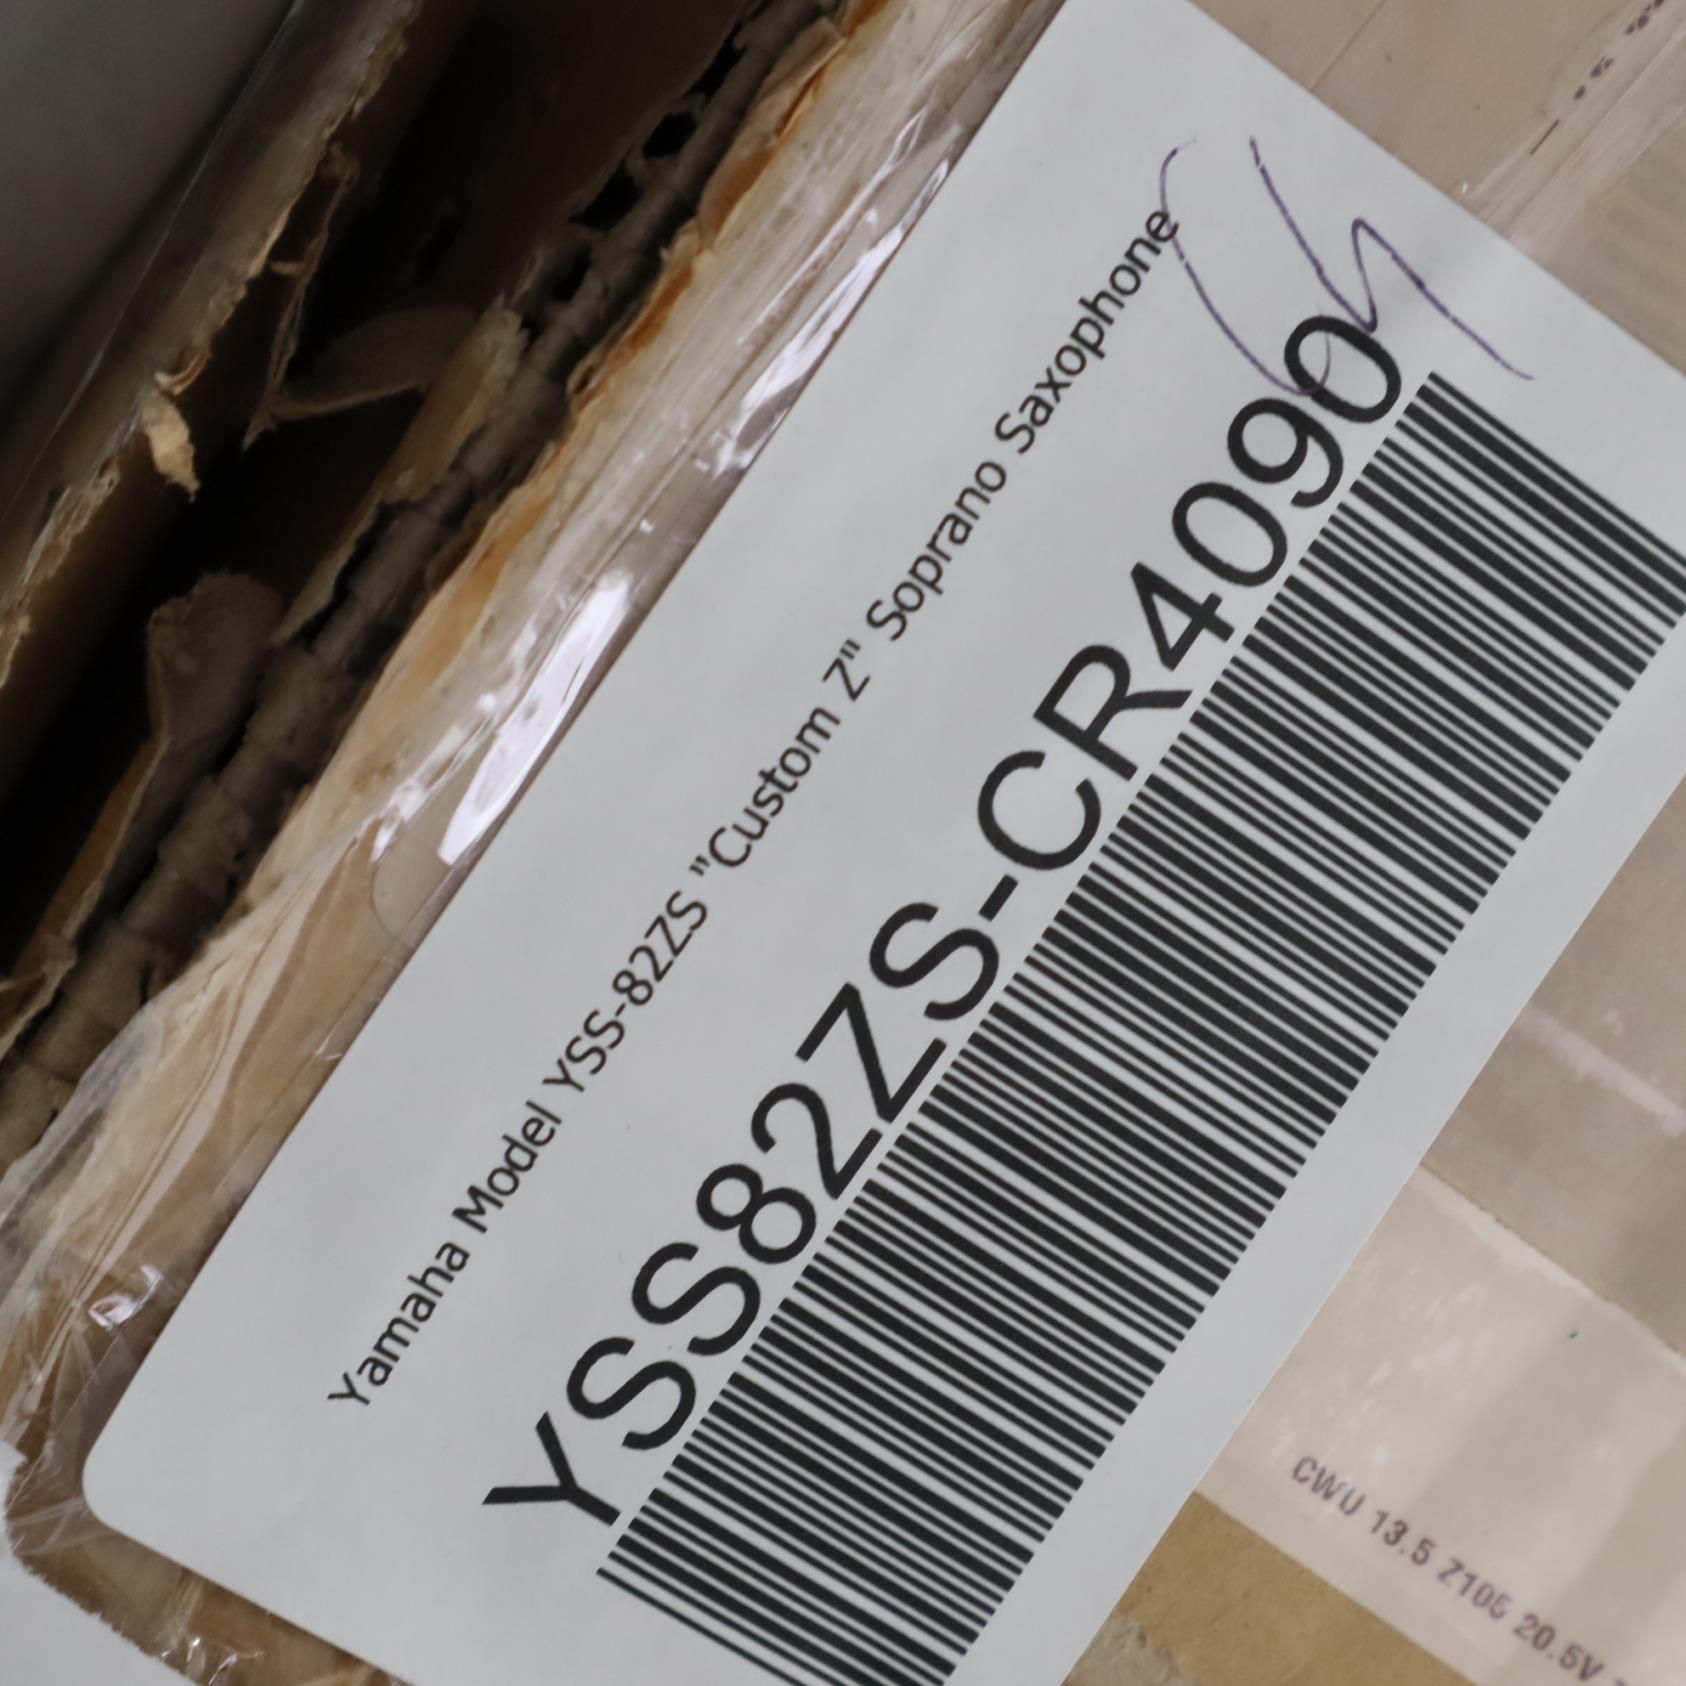 Yamaha Model YSS-82ZS "Custom Z" Soprano Saxophone
YSS82ZS-CR4090
CWU 13.5 Z105 20.5V